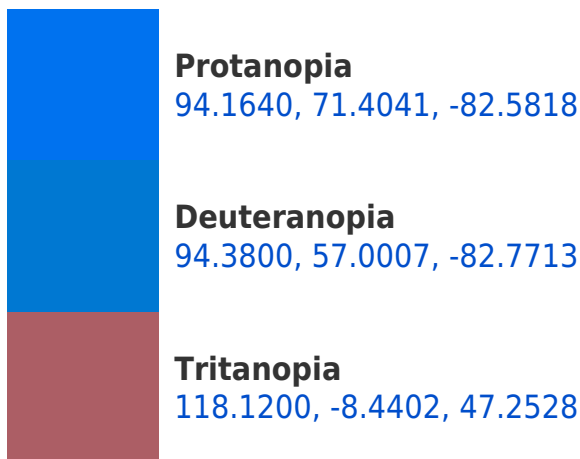 Protanopia
94.1640, 71.4041, -82.5818
Deuteranopia
94.3800, 57.0007, -82.7713
Tritanopia
118.1200, -8.4402, 47.2528